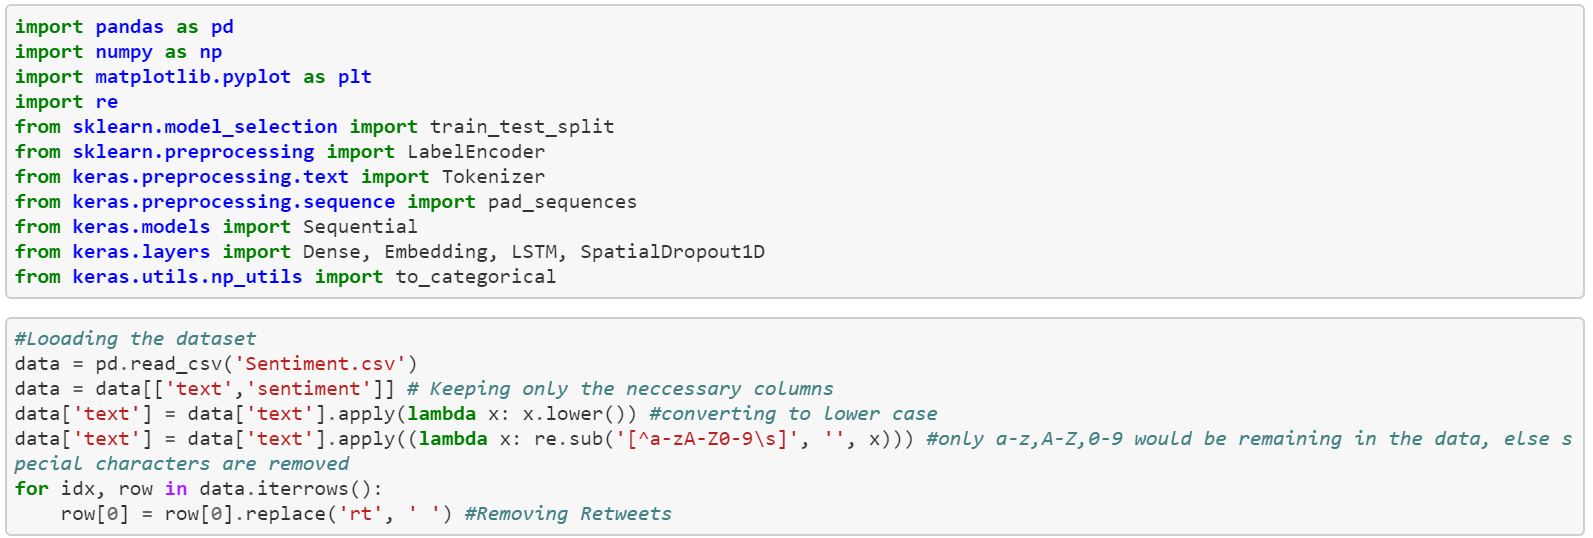 import pandas as pd
import numpy as np
import matplotlib.pyplot as plt
import re
from sklearn.model_selection import train_test_split
from sklearn.preprocessing import LabelEncoder
from keras.preprocessing.text import Tokenizer
from keras.preprocessing.sequence import pad_sequences
from keras.models import Sequential
from keras.layers import Dense, Embedding, LSTM, SpatialDropout1D
from keras.utils.np_utils import to_categorical
#Looading the dataset
data = pd.read_csv('Sentiment.csv')
data = data[['text','sentiment']] # Keeping only the neccessary columns
data['text'] = data['text'].apply(lambda x: x.lower()) #converting to lower case
data['text'] = data['text'].apply((lambda x: re.sub('[^a-zA-Z0-9\s]', '', x))) #only a-z,A-Z,0-9 would be remaining in the data, else s
pecial characters are removed
for idx, row in data.iterrows():
    row[0] = row[0].replace('rt', ' ') #Removing Retweets